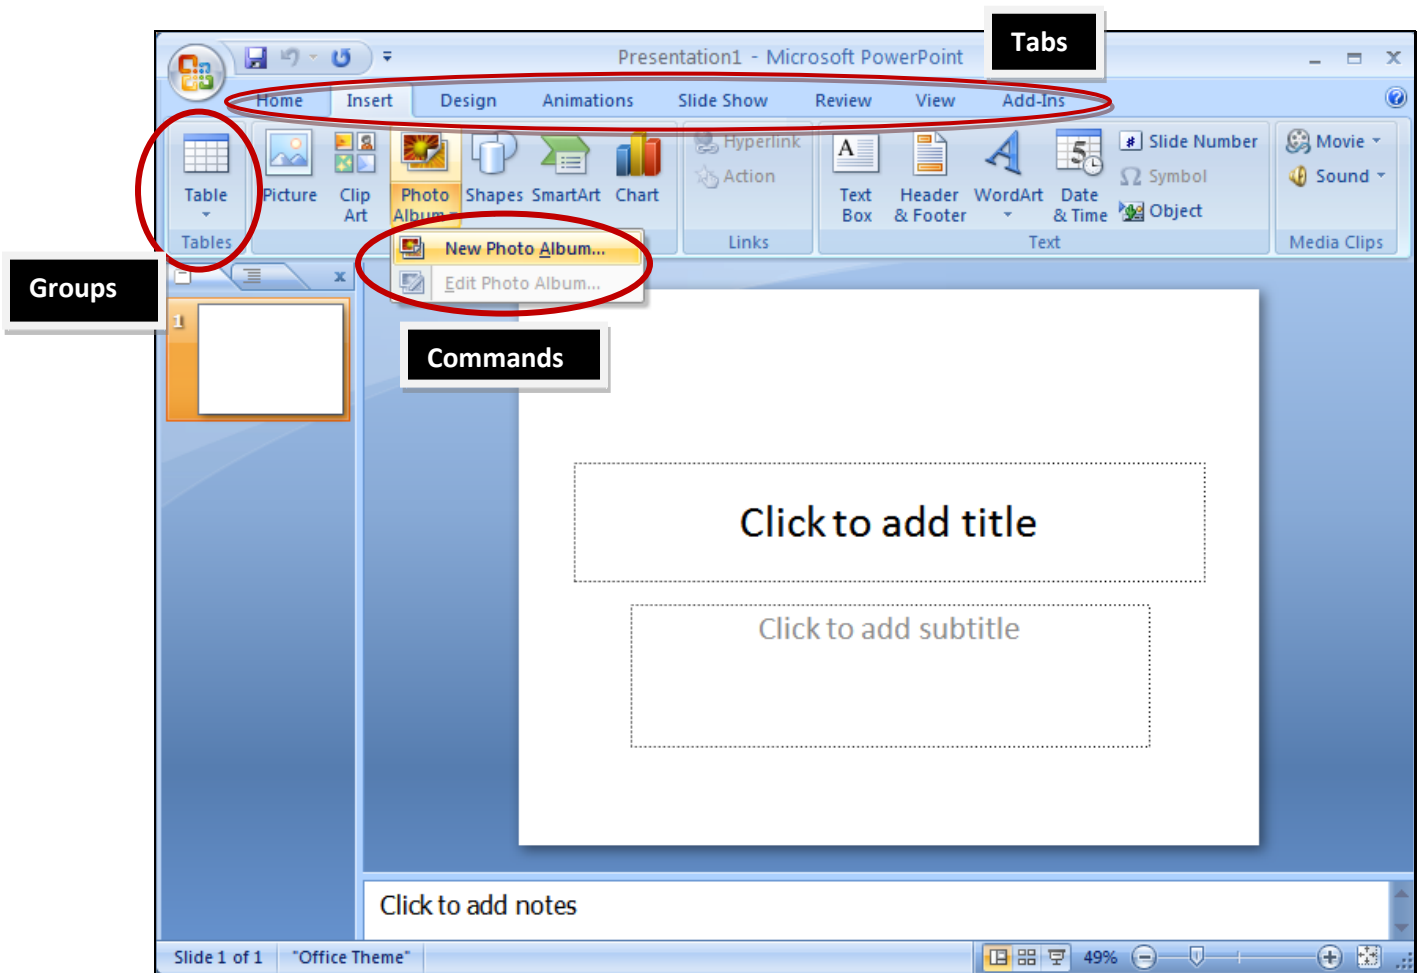 Tabs
Presentation1 - Microsoft PowerPoint
Home Insert Design Animations Slide Show Review View Add-Ins
Table
Picture
Clip
Art
Photo
Album
Shapes
SmartArt
Chart
Hyperlink
Action
A
Text
Box
Header
& Footer
A
WordArt
5
Date
& Time
# Slide Number
Ω Symbol
Object
Movie
Sound
Tables
Links
Text
Media Clips
New Photo Album...
Edit Photo Album...
Groups
Commands
1
Click to add title
Click to add subtitle
Click to add notes
Slide 1 of 1 "Office Theme" 49%